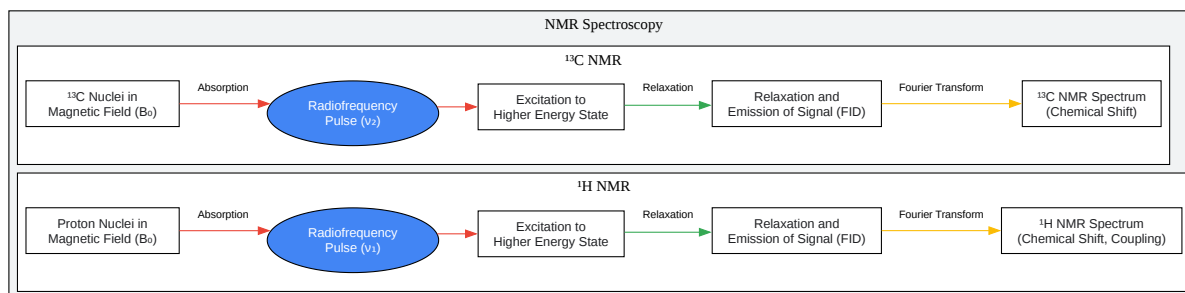 NMR Spectroscopy
¹³C NMR
¹³C Nuclei in
Magnetic Field (B₀)
Absorption
Radiofrequency
Pulse (ν₂)
Excitation to
Higher Energy State
Relaxation
Relaxation and
Emission of Signal (FID)
Fourier Transform
¹³C NMR Spectrum
(Chemical Shift)
¹H NMR
Proton Nuclei in
Magnetic Field (B₀)
Absorption
Radiofrequency
Pulse (ν₁)
Excitation to
Higher Energy State
Relaxation
Relaxation and
Emission of Signal (FID)
Fourier Transform
¹H NMR Spectrum
(Chemical Shift, Coupling)